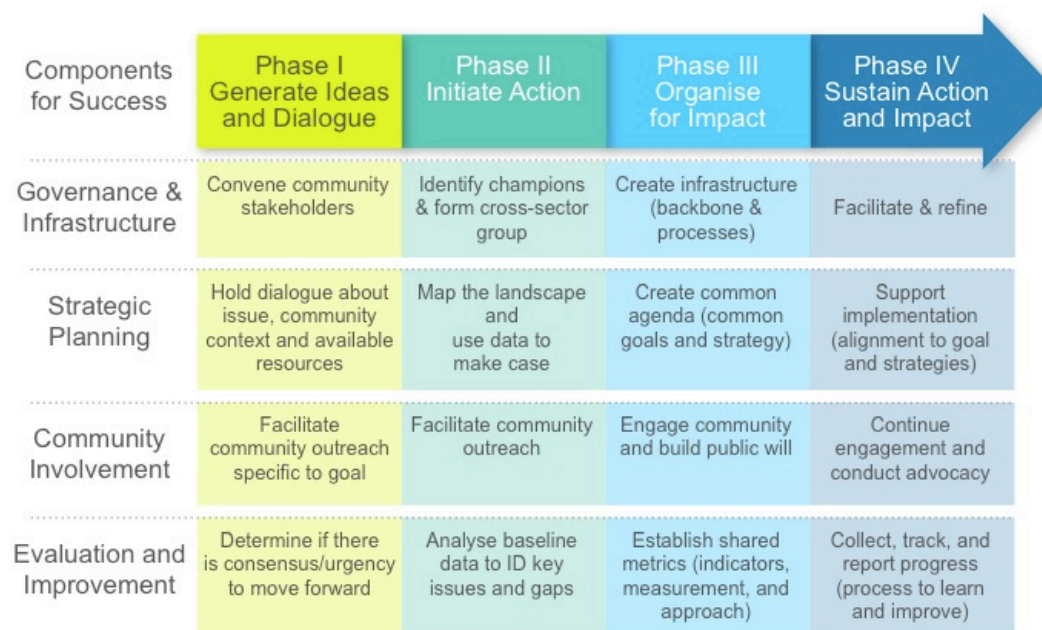 Components
for Success
Phase I
Generate Ideas
and Dialogue
Phase II
Initiate Action
Phase III
Organise
for Impact
Phase IV
Sustain Action
and Impact
Governance &
Infrastructure
Convene community
stakeholders
Identify champions
& form cross-sector
group
Create infrastructure
(backbone &
processes)
Facilitate & refine
Strategic
Planning
Hold dialogue about
issue, community
context and available
resources
Map the landscape
and
use data to
make case
Create common
agenda (common
goals and strategy)
Support
implementation
(alignment to goal
and strategies)
Community
Involvement
Facilitate
community outreach
specific to goal
Facilitate community
outreach
Engage community
and build public will
Continue
engagement and
conduct advocacy
Evaluation and
Improvement
Determine if there
is consensus/urgency
to move forward
Analyse baseline
data to ID key
issues and gaps
Establish shared
metrics (indicators,
measurement, and
approach)
Collect, track, and
report progress
(process to learn
and improve)